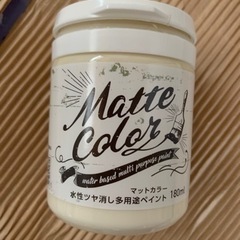 Matte
Color
water based multi purpose paint
マットカラー
水性ツヤ消し多用途ペイント
180ml